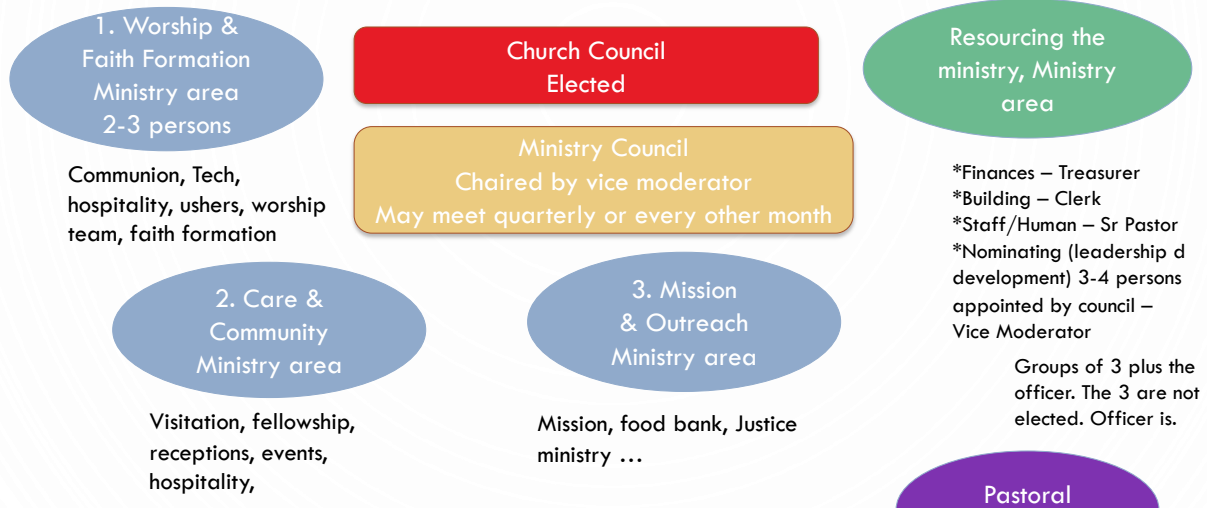 1. Worship &
Faith Formation
Ministry area
2-3 persons
Communion, Tech,
hospitality, ushers, worship
team, faith formation
Church Council
Elected
Ministry Council
Chaired by vice moderator
May meet quarterly or every other month
Resourcing the
ministry, Ministry
area
*Finances – Treasurer
*Building – Clerk
*Staff/Human – Sr Pastor
*Nominating (leadership d
development) 3-4 persons
appointed by council –
Vice Moderator
Groups of 3 plus the
officer. The 3 are not
elected. Officer is.
2. Care &
Community
Ministry area
Visitation, fellowship,
receptions, events,
hospitality,
3. Mission
& Outreach
Ministry area
Mission, food bank, Justice
ministry …
Pastoral